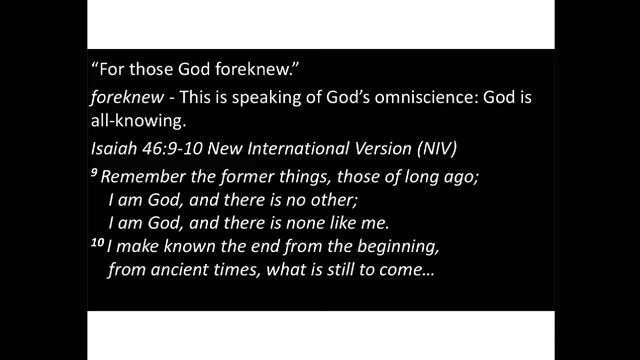 “For those God foreknew.”
foreknew - This is speaking of God’s omniscience: God is
all-knowing.
Isaiah 46:9-10 New International Version (NIV)
9 Remember the former things, those of long ago;
I am God, and there is no other;
I am God, and there is none like me.
10 I make known the end from the beginning,
from ancient times, what is still to come…